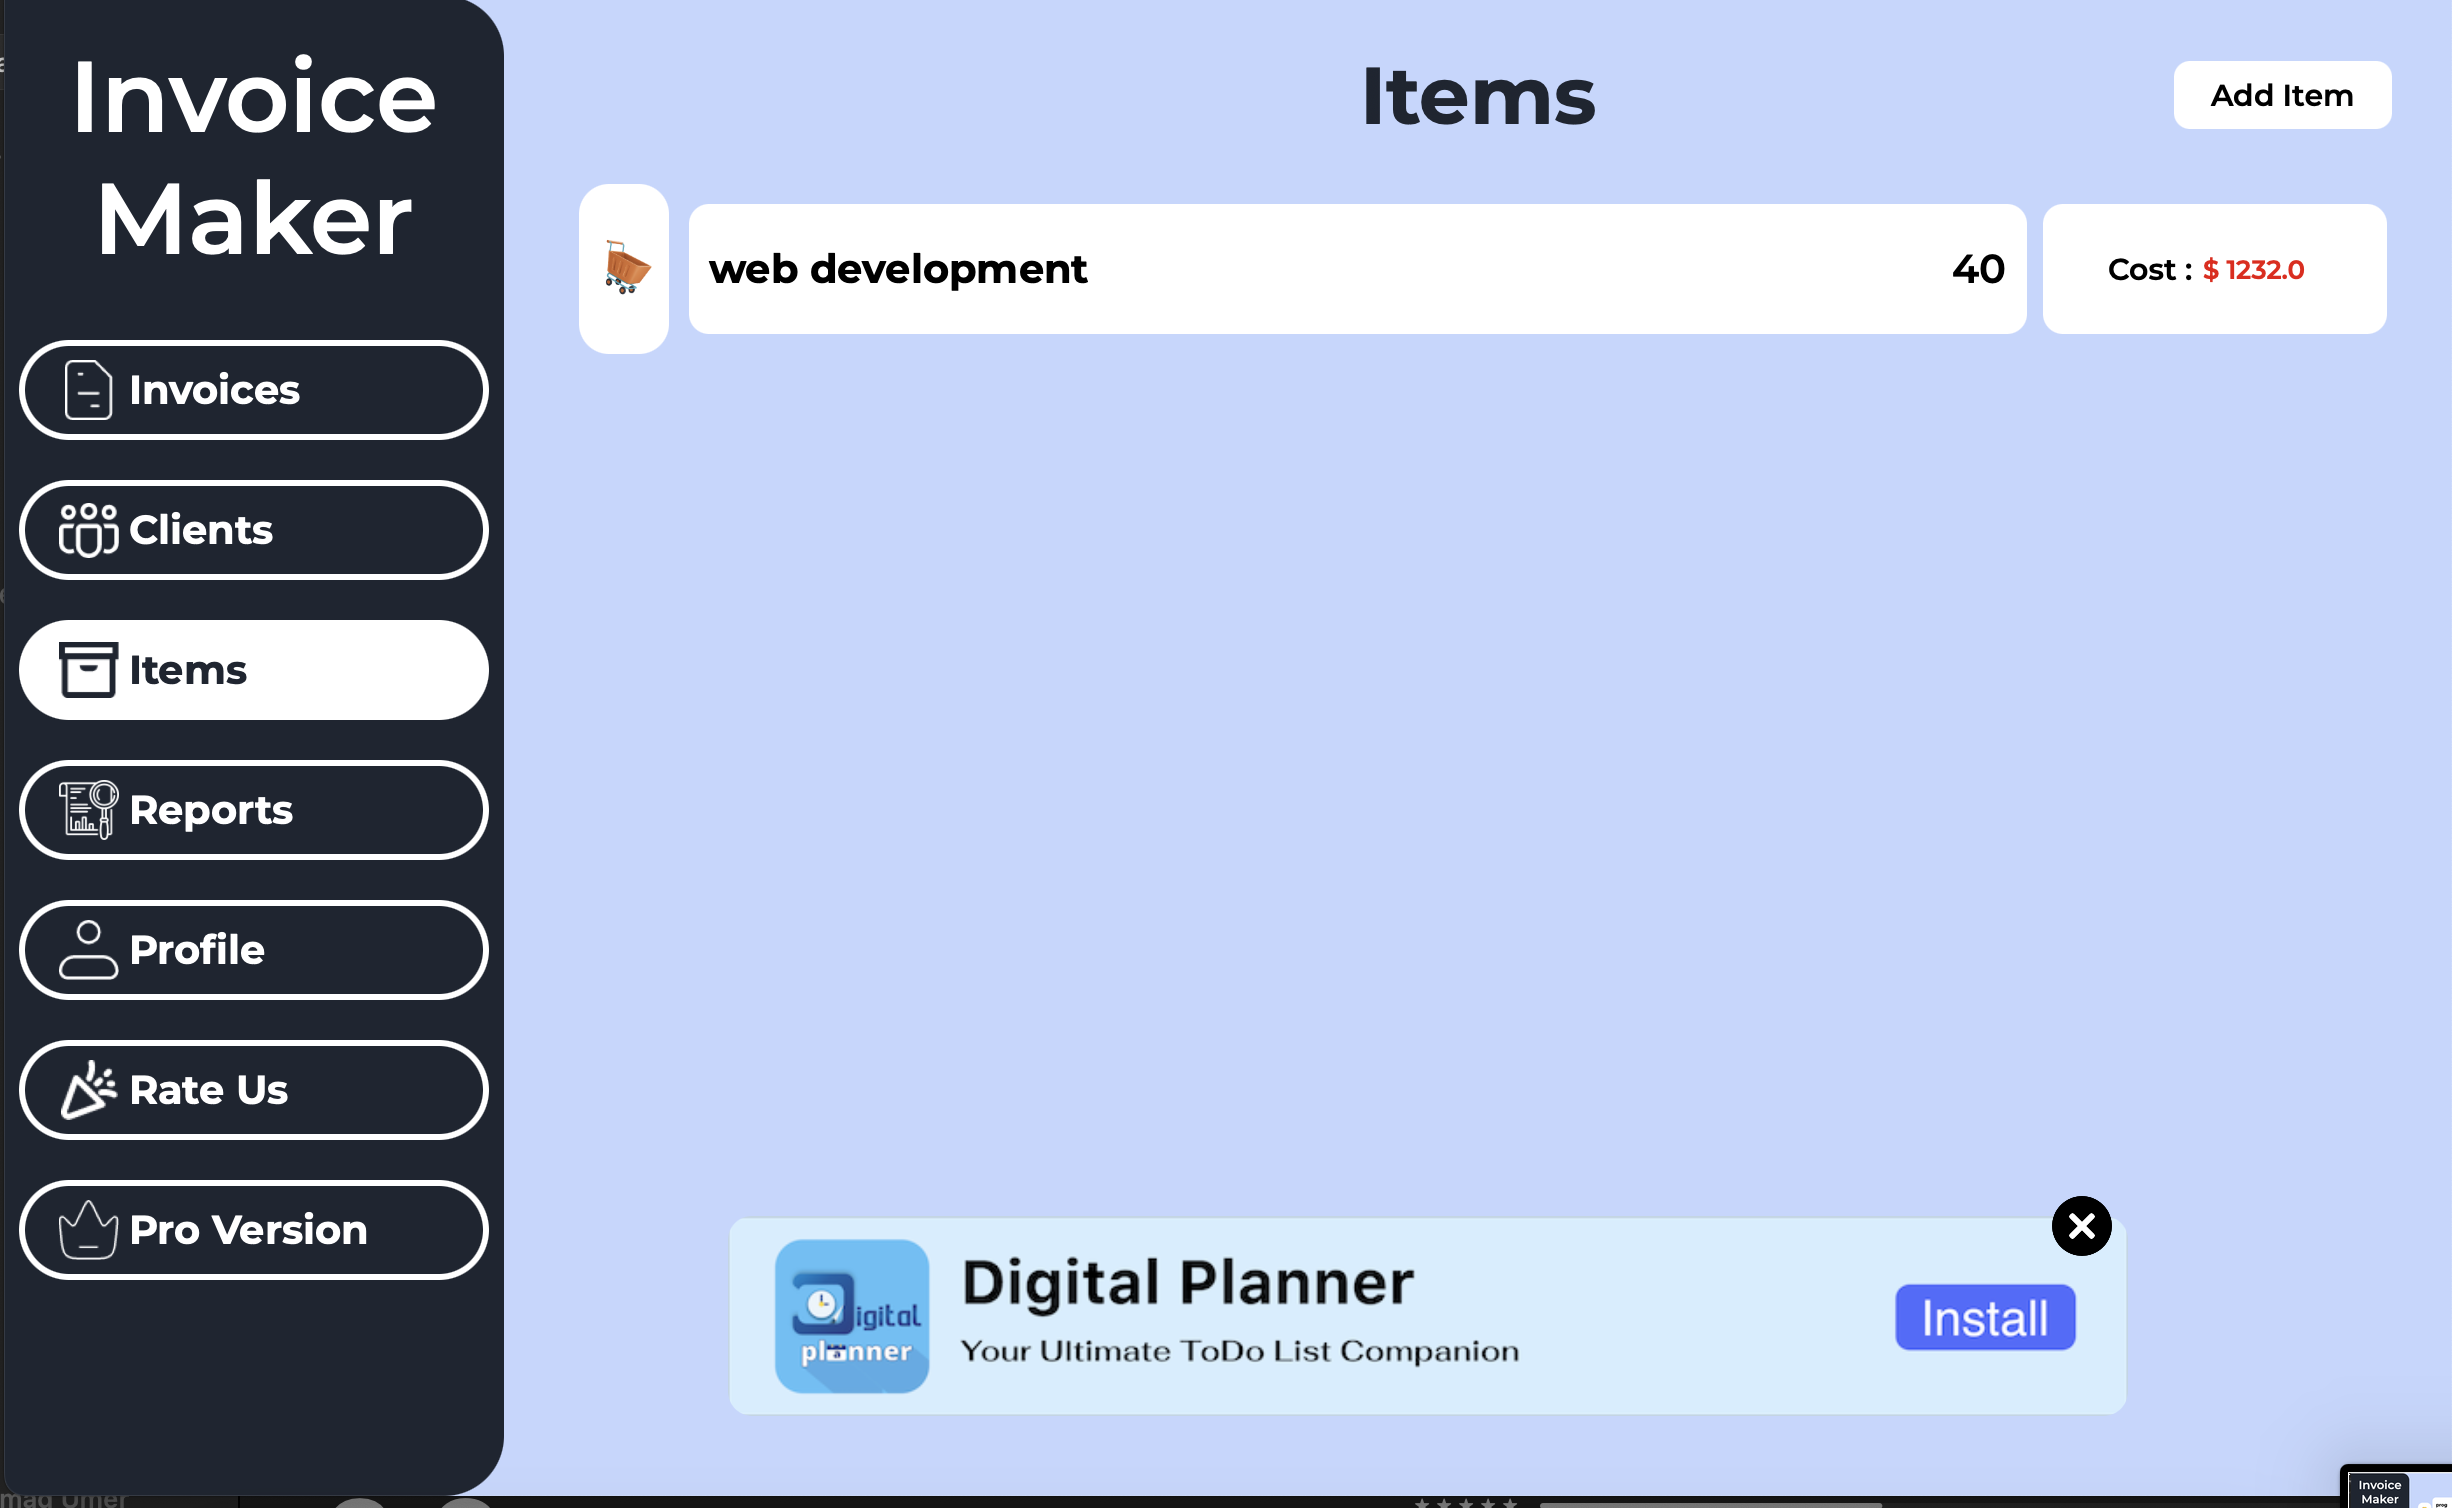 Invoice
Maker
Invoices
Clients
Items
Reports
Profile
Rate Us
Pro Version
Items
Add Item
web development
40
Cost : $ 1232.0
Digital Planner
Your Ultimate ToDo List Companion
Install
igital
planner
Invoice
Maker